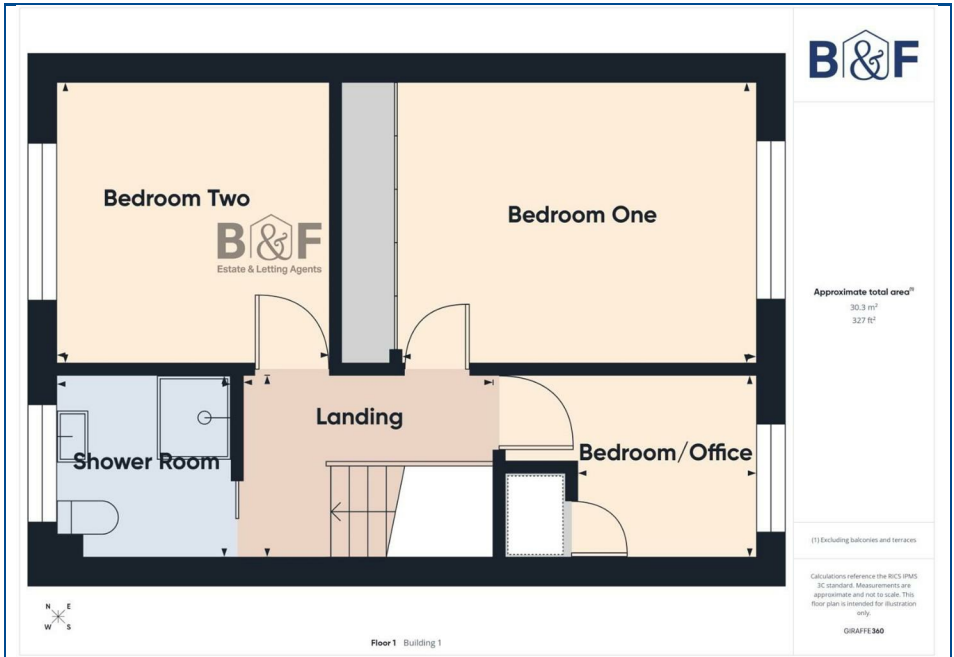 B&F
Bedroom Two
Bedroom One
B&F
Estate & Letting Agents
Approximate total area(1)
30.3 m²
327 ft²
Landing
Shower Room
Bedroom/Office
(1) Excluding balconies and terraces
Calculations reference the RICS IPMS
3C standard. Measurements are
approximate and not to scale. This
floor plan is intended for illustration
only.
GIRAFFE360
N E
W S
Floor 1 Building 1